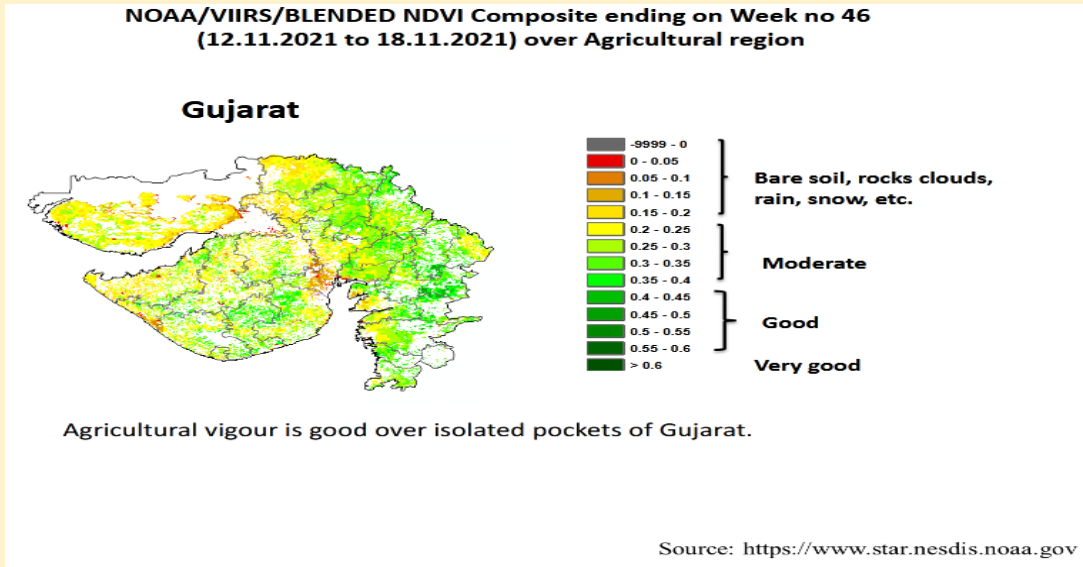 NOAA/VIIRS/BLENDED NDVI Composite ending on Week no 46
(12.11.2021 to 18.11.2021) over Agricultural region
Gujarat
-9999 - 0
0 - 0.05
0.05 - 0.1
0.1 - 0.15
0.15 - 0.2
0.2 - 0.25
0.25 - 0.3
0.3 - 0.35
0.35 - 0.4
0.4 - 0.45
0.45 - 0.5
0.5 - 0.55
0.55 - 0.6
> 0.6
Bare soil, rocks clouds,
rain, snow, etc.
Moderate
Good
Very good
Agricultural vigour is good over isolated pockets of Gujarat.
Source: https://www.star.nesdis.noaa.gov